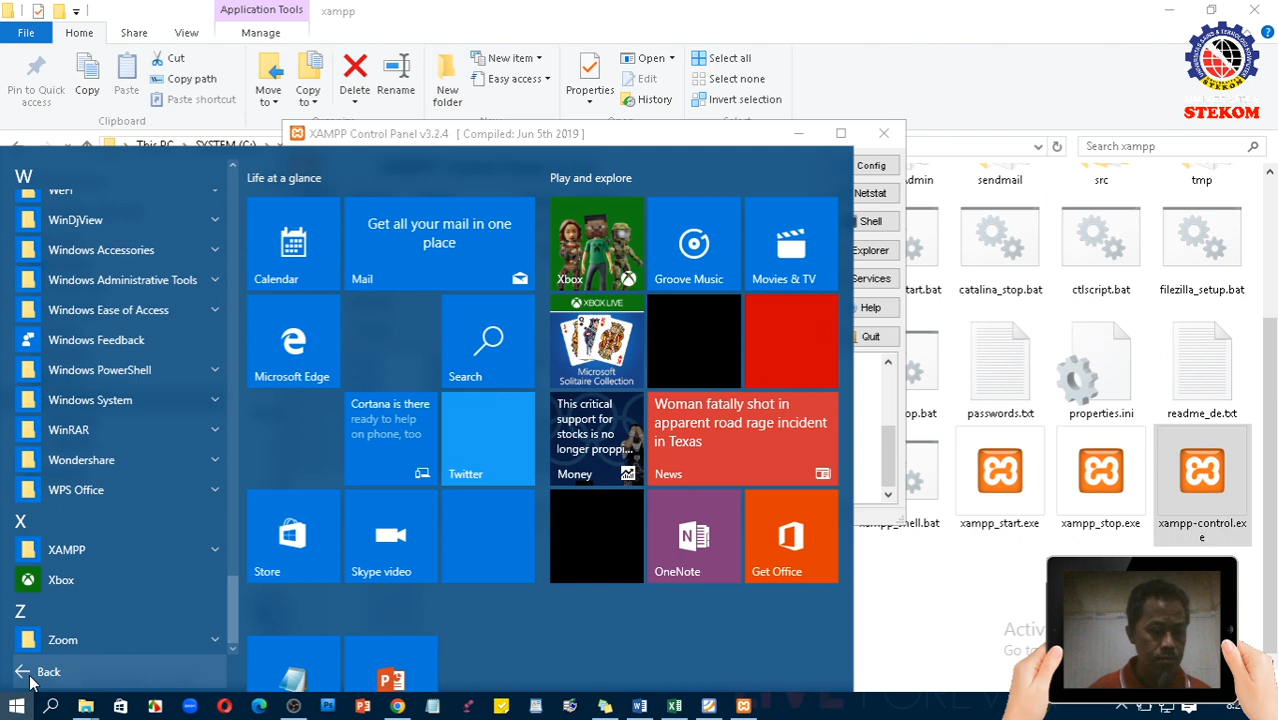 Application Tools
xampp
File
Home
Share
View
Manage
Pin to Quick access
Copy
Paste
Cut
Copy path
Paste shortcut
Clipboard
Move to
Copy to
Delete
Rename
New folder
New item
Easy access
Properties
Open
Edit
History
Select all
Select none
Invert selection
STEKOM
XAMPP Control Panel v3.2.4 [ Compiled: Jun 5th 2019 ]
This PC
SYSTEM (C:)
Search xampp
Config
Netstat
Shell
Explorer
Services
Help
Quit
W
WeFi
WinDjView
Windows Accessories
Windows Administrative Tools
Windows Ease of Access
Windows Feedback
Windows PowerShell
Windows System
WinRAR
Wondershare
WPS Office
X
XAMPP
Xbox
Z
Zoom
Back
Life at a glance
Play and explore
Calendar
Get all your mail in one place
Mail
Xbox
Groove Music
Movies & TV
Microsoft Edge
Search
XBOX LIVE
Microsoft Solitaire Collection
Cortana is there ready to help on phone, too
Twitter
This critical support for stocks is no longer proppi...
Money
Woman fatally shot in apparent road rage incident in Texas
News
Store
Skype video
OneNote
Get Office
sendmail
src
tmp
catalina_stop.bat
ctlscript.bat
filezilla_setup.bat
passwords.txt
properties.ini
readme_de.txt
xampp_shell.bat
xampp_start.exe
xampp_stop.exe
xampp-control.exe